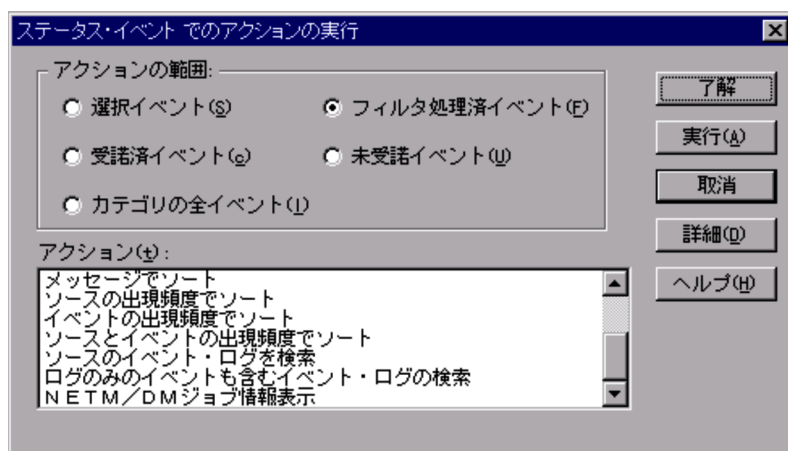 ステータス・イベント でのアクションの実行
アクションの範囲:
選択イベント(S)
フィルタ処理済イベント(F)
受諾済イベント(c)
未受諾イベント(U)
カテゴリの全イベント(I)
アクション(t):
メッセージでソート
ソースの出現頻度でソート
イベントの出現頻度でソート
ソースとイベントの出現頻度でソート
ソースのイベント・ログを検索
ログのみのイベントも含むイベント・ログの検索
ＮＥＴＭ／ＤＭジョブ情報表示
了解
実行(A)
取消
詳細(D)
ヘルプ(H)